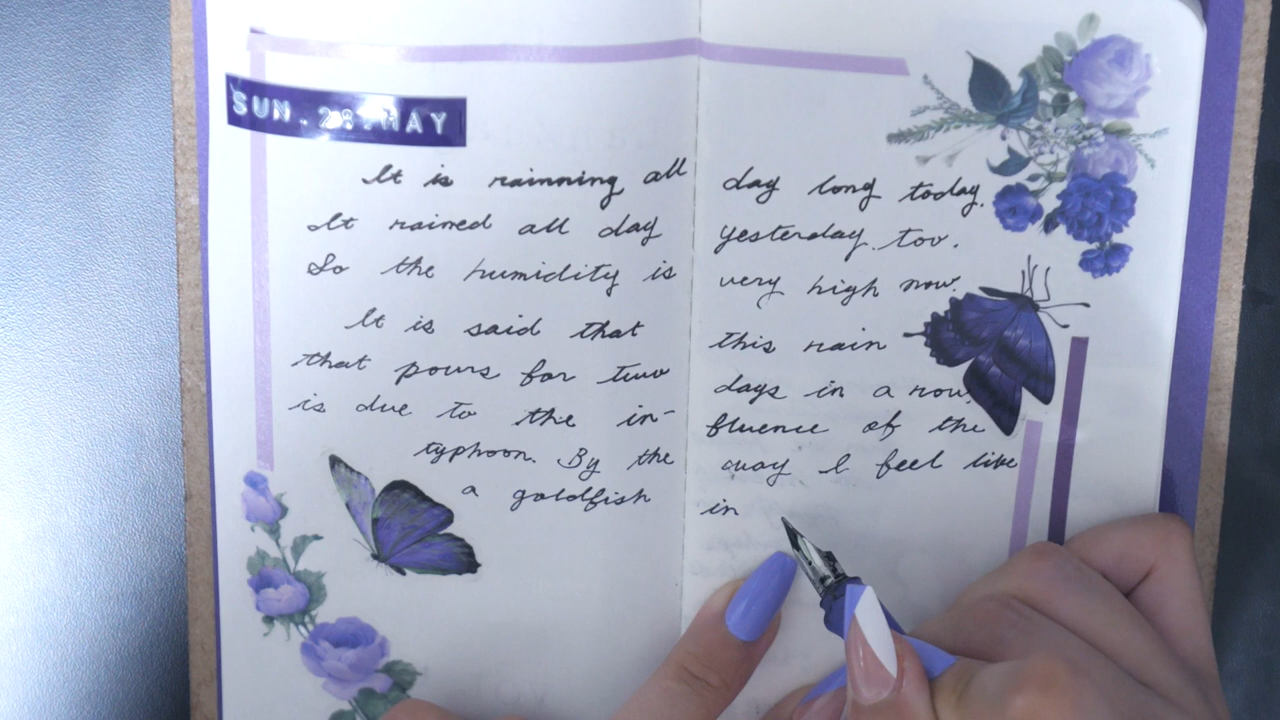 SUN.28.MAY
It is rainning all day long today.
It rained all day yesterday too.
So the humidity is very high now.
It is said that this rain
that pours for two days in a row,
is due to the in-fluence of the
typhoon. By the way I feel like
a goldfish in